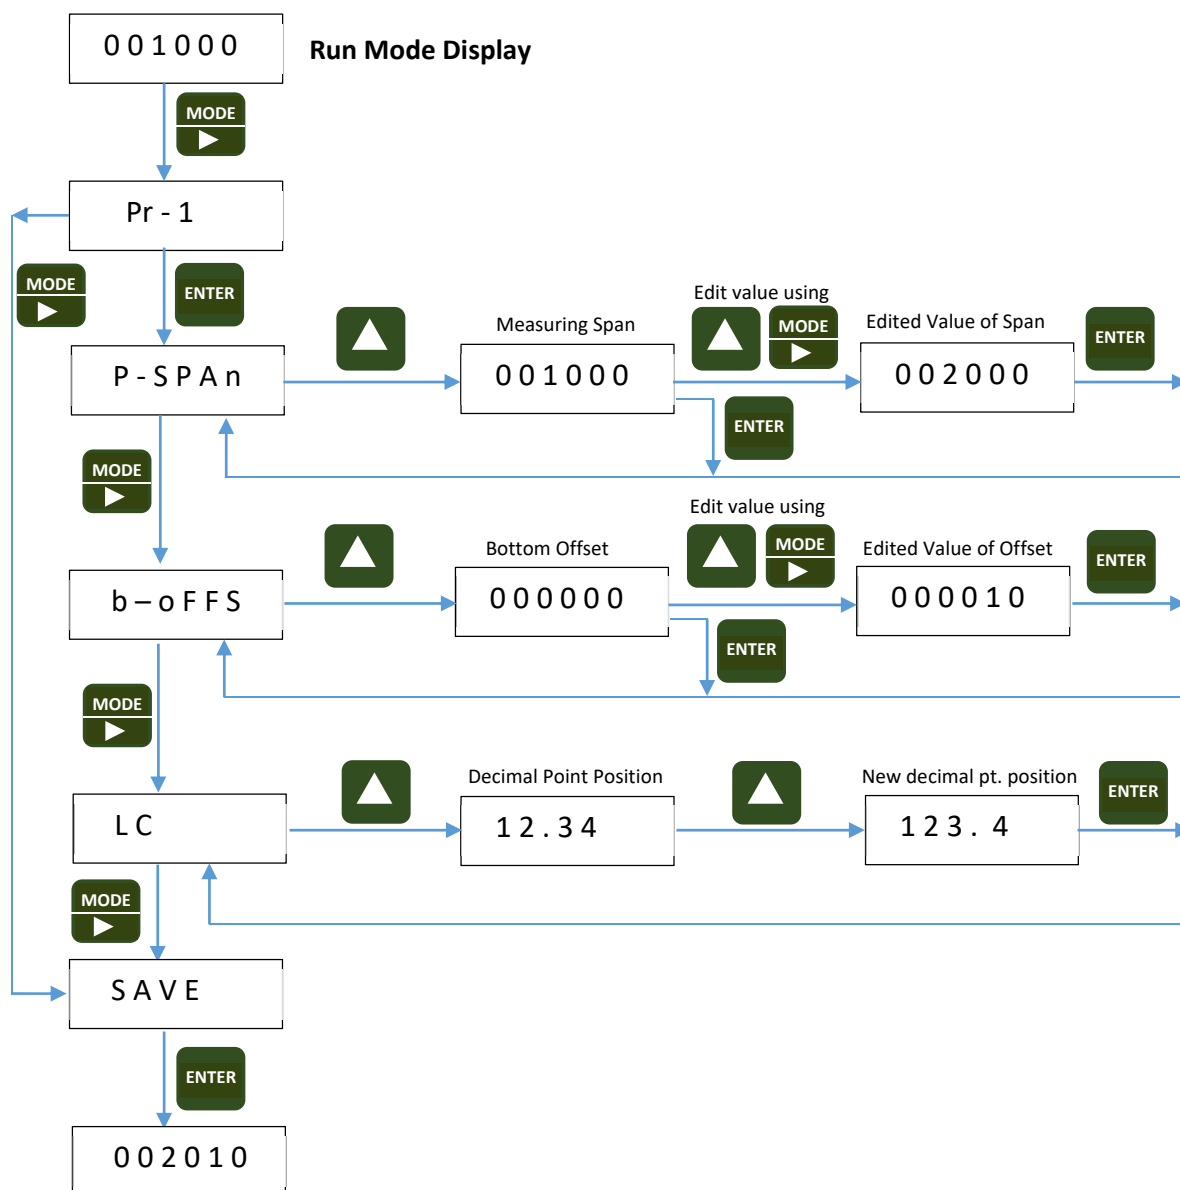 001000
Run Mode Display
MODE
Pr - 1
MODE
ENTER
Edit value using
Measuring Span
MODE
Edited Value of Span
ENTER
P - S P A n
001000
002000
ENTER
MODE
Edit value using
Bottom Offset
MODE
Edited Value of Offset
ENTER
b – o F F S
000000
000010
ENTER
MODE
Decimal Point Position
New decimal pt. position
ENTER
L C
12.34
123. 4
MODE
S A V E
ENTER
002010